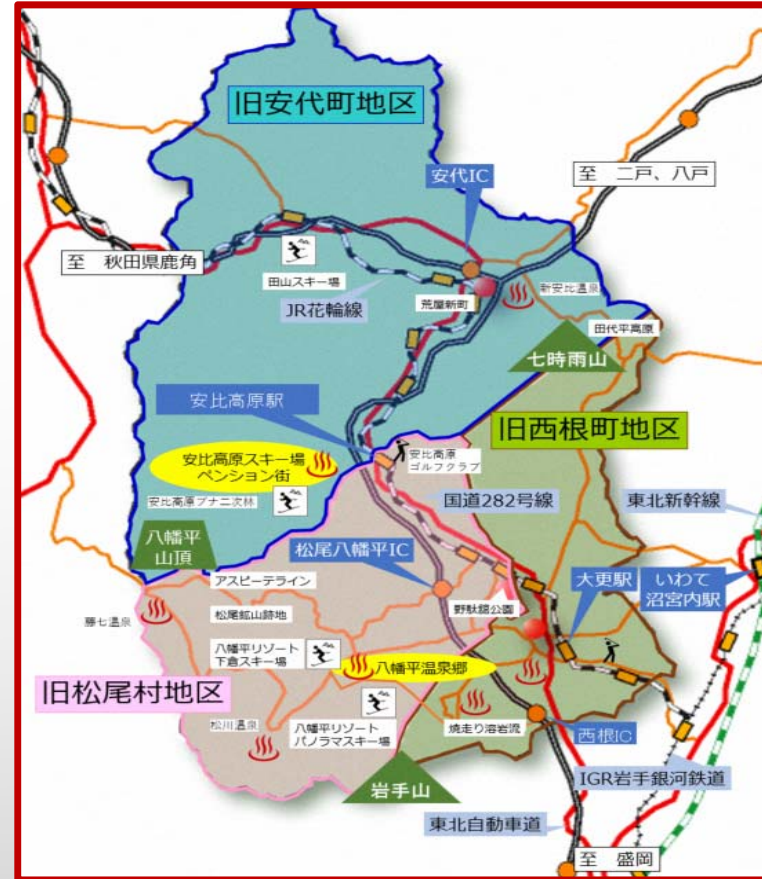 旧安代町地区
安代IC
至　二戸、八戸
至　秋田県鹿角
田山スキー場
JR花輪線
荒屋新町
新安比温泉
田代平高原
七時雨山
安比高原駅
旧西根町地区
安比高原スキー場
ペンション街
安比高原
ゴルフクラブ
安比高原ブナ二次林
国道282号線
東北新幹線
八幡平
山頂
松尾八幡平IC
大更駅
いわて
沼宮内駅
アスピーテライン
野駄舘公園
藤七温泉
松尾鉱山跡地
八幡平リゾート
下倉スキー場
八幡平温泉郷
旧松尾村地区
松川温泉
八幡平リゾート
パノラマスキー場
焼走り溶岩流
西根IC
岩手山
IGR岩手銀河鉄道
東北自動車道
至　盛岡